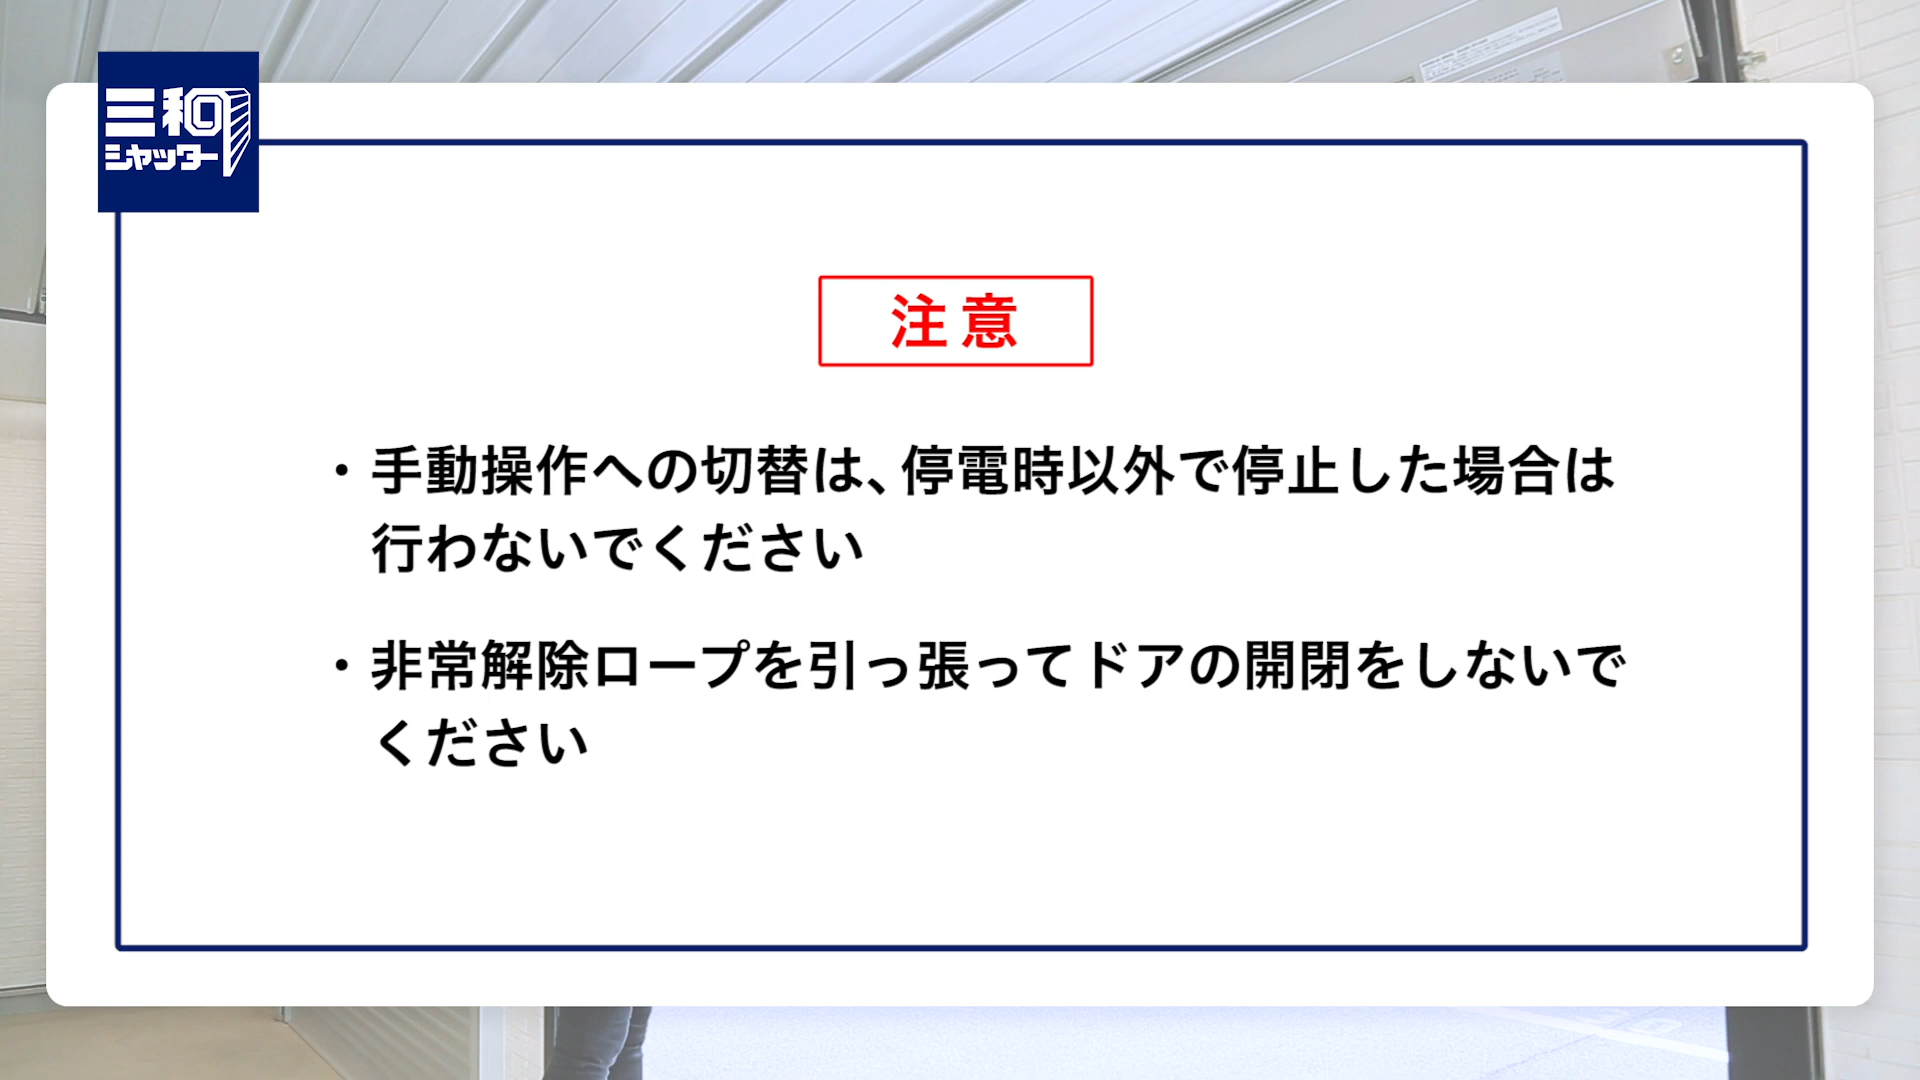 三和
シャッター
注意
・手動操作への切替は、停電時以外で停止した場合は
行わないでください
・非常解除ロープを引っ張ってドアの開閉をしないで
ください